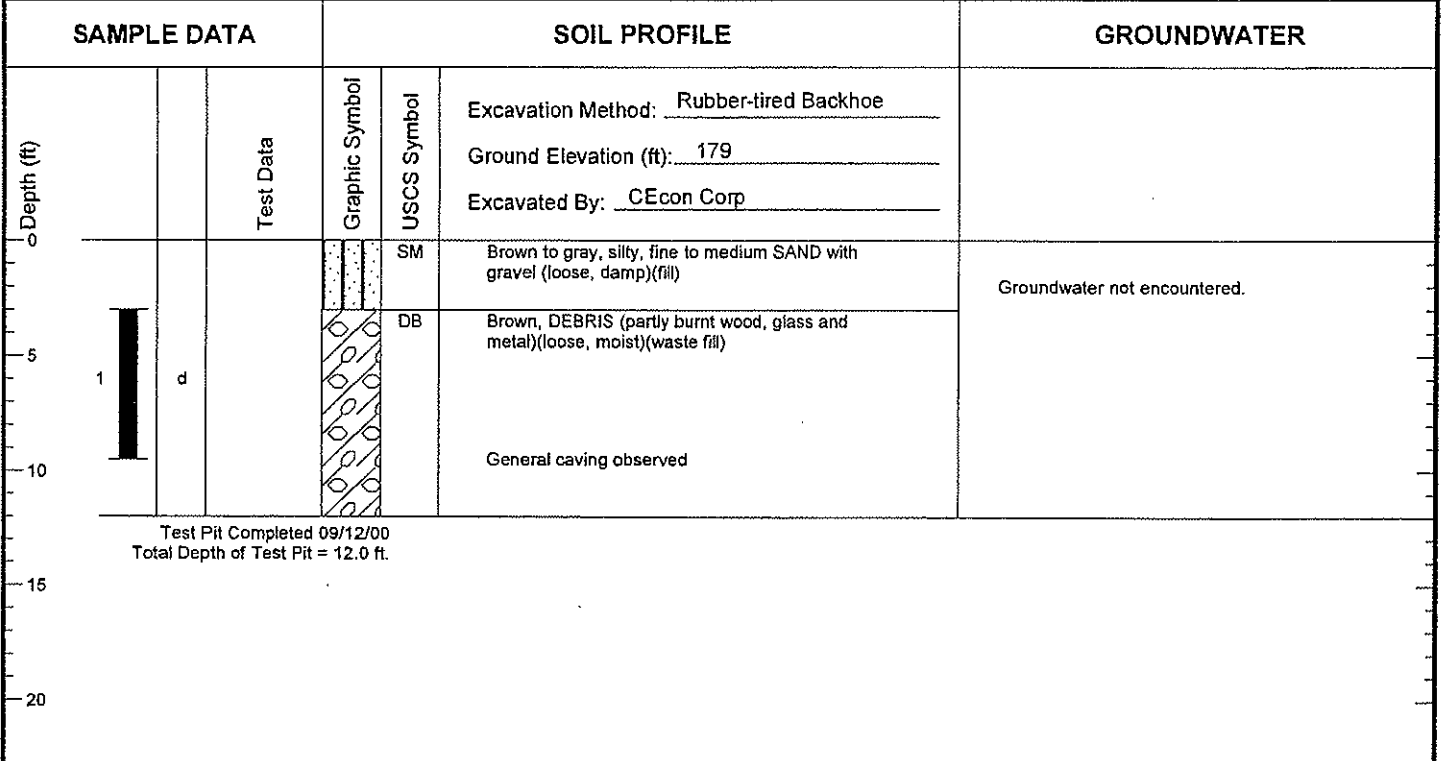 SAMPLE DATA
SOIL PROFILE
GROUNDWATER
Depth (ft)
Test Data
Graphic Symbol
USCS Symbol
Excavation Method: Rubber-tired Backhoe
Ground Elevation (ft): 179
Excavated By: CEcon Corp
0
SM
Brown to gray, silty, fine to medium SAND with
gravel (loose, damp)(fill)
Groundwater not encountered.
DB
Brown, DEBRIS (partly burnt wood, glass and
metal)(loose, moist)(waste fill)
5
1
d
General caving observed
10
Test Pit Completed 09/12/00
Total Depth of Test Pit = 12.0 ft.
15
20